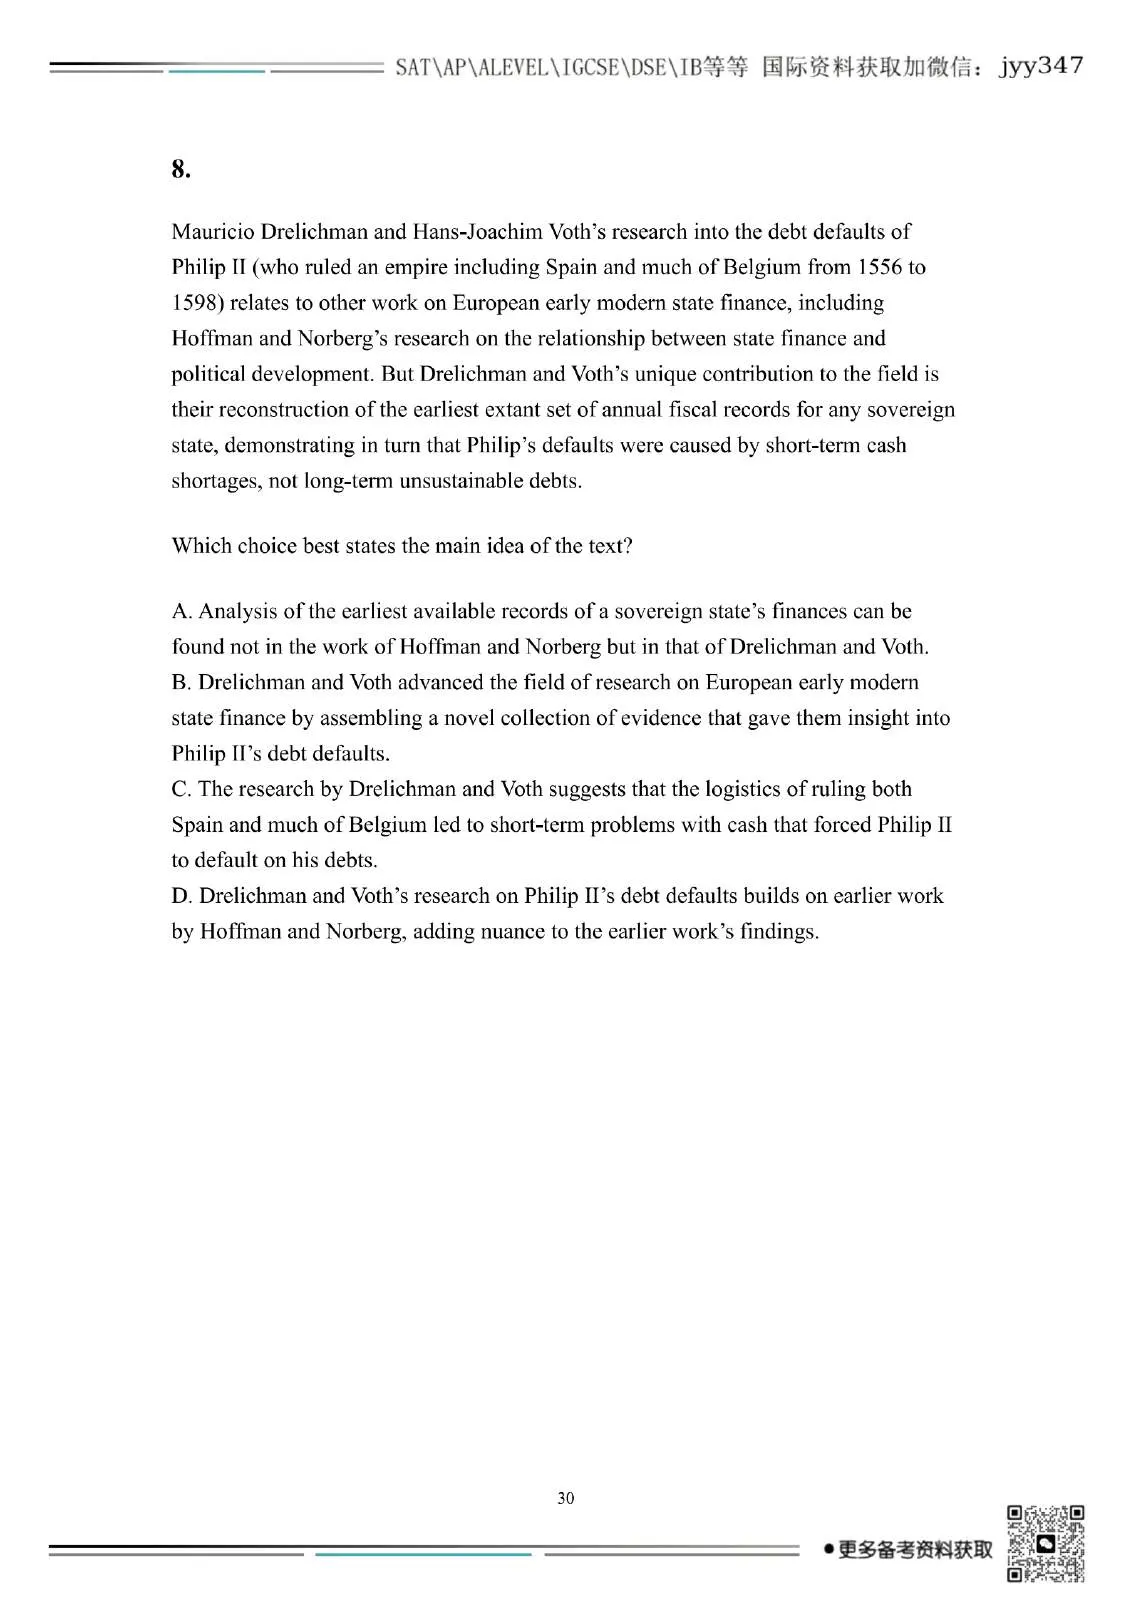 SAT\AP\ALEVEL\IGCSE\DSE\IB等等 国际资料获取加微信： jyy347
8.
Mauricio Drelichman and Hans-Joachim Voth’s research into the debt defaults of
Philip II (who ruled an empire including Spain and much of Belgium from 1556 to
1598) relates to other work on European early modern state finance, including
Hoffman and Norberg’s research on the relationship between state finance and
political development. But Drelichman and Voth’s unique contribution to the field is
their reconstruction of the earliest extant set of annual fiscal records for any sovereign
state, demonstrating in turn that Philip’s defaults were caused by short-term cash
shortages, not long-term unsustainable debts.
Which choice best states the main idea of the text?
A. Analysis of the earliest available records of a sovereign state’s finances can be
found not in the work of Hoffman and Norberg but in that of Drelichman and Voth.
B. Drelichman and Voth advanced the field of research on European early modern
state finance by assembling a novel collection of evidence that gave them insight into
Philip II’s debt defaults.
C. The research by Drelichman and Voth suggests that the logistics of ruling both
Spain and much of Belgium led to short-term problems with cash that forced Philip II
to default on his debts.
D. Drelichman and Voth’s research on Philip II’s debt defaults builds on earlier work
by Hoffman and Norberg, adding nuance to the earlier work’s findings.
30
●更多备考资料获取